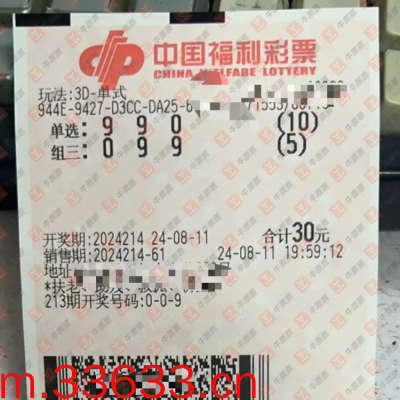 中国福利彩票
CHINA WELFARE LOTTERY
玩法:3D-单式
944E-9427-D3CC-DA25-
单选: 9 9 0 (10)
组三: 0 9 9 (5)
开奖期:2024214 24-08-11 合计30元
销售期:2024214-61 24-08-11 19:59:12
地址
213期开奖号码:0-0-9
m.33633.cn